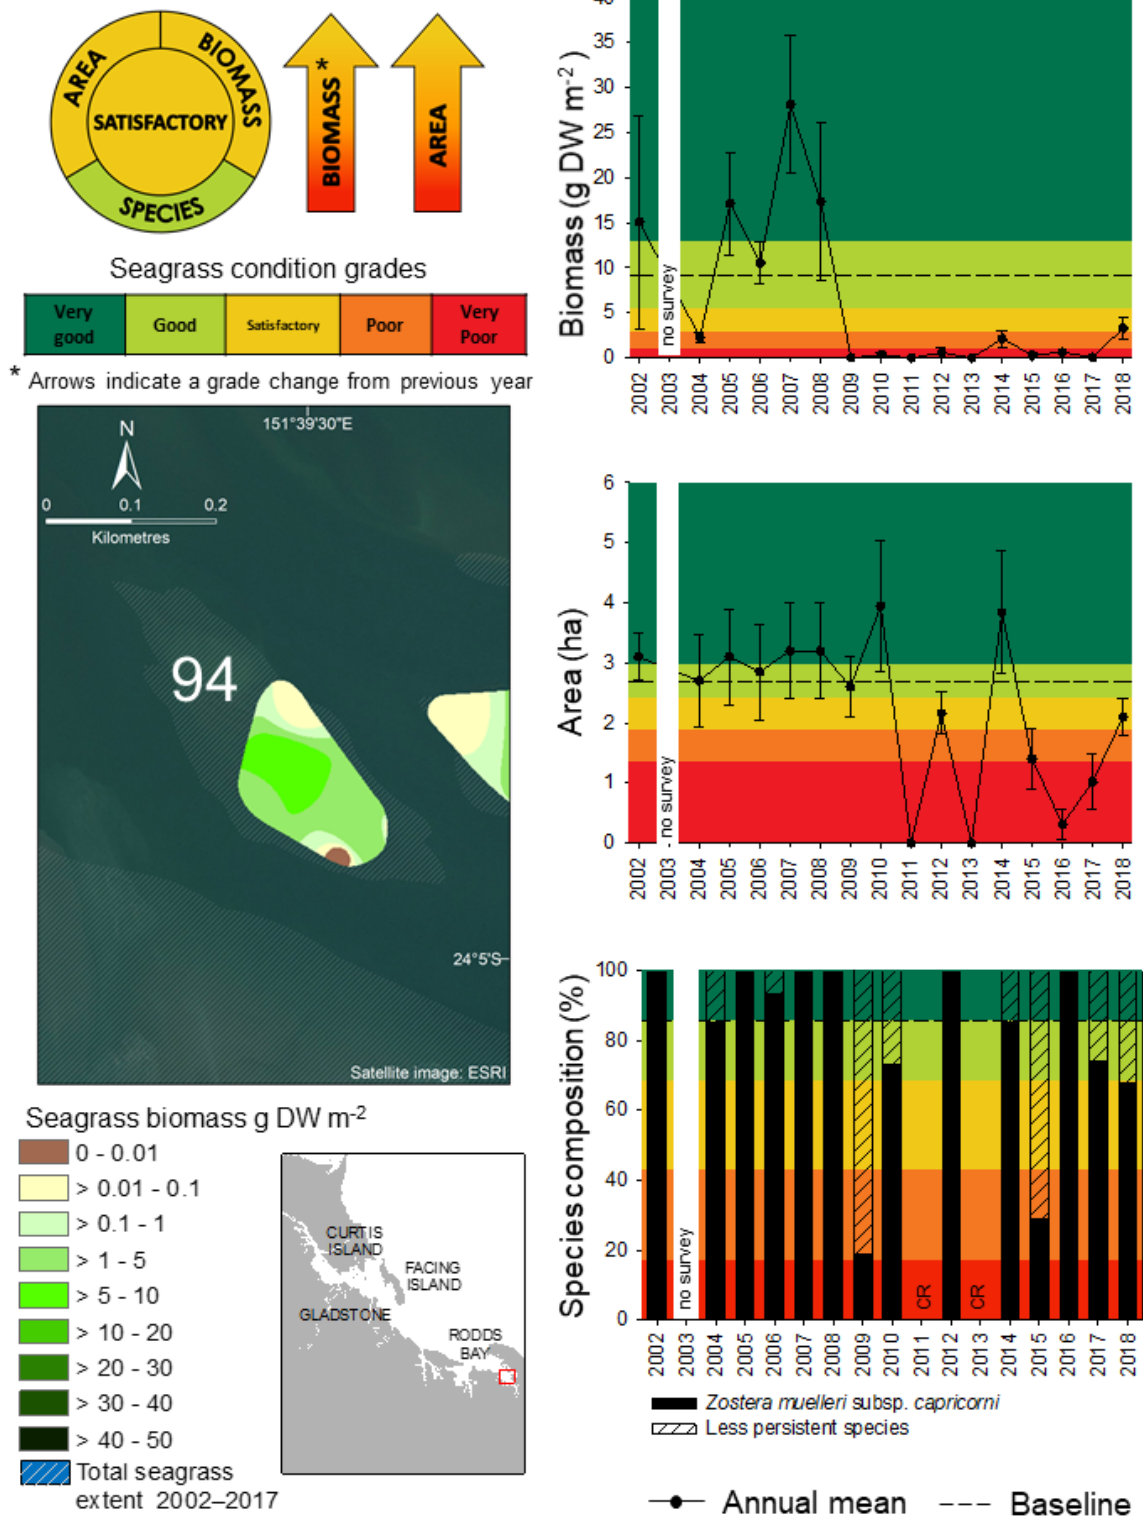 AREA
BIOMASS
SATISFACTORY
SPECIES
BIOMASS *
AREA
Seagrass condition grades
Very good
Good
Satisfactory
Poor
Very Poor
* Arrows indicate a grade change from previous year
151°39'30"E
N
0 0.1 0.2
Kilometres
94
24°5'S
Satellite image: ESRI
Seagrass biomass g DW m-2
0 - 0.01
> 0.01 - 0.1
> 0.1 - 1
> 1 - 5
> 5 - 10
> 10 - 20
> 20 - 30
> 30 - 40
> 40 - 50
Total seagrass
extent 2002–2017
CURTIS
ISLAND
FACING
ISLAND
GLADSTONE
RODDS
BAY
Biomass (g DW m-2)
40
35
30
25
20
15
10
5
0
no survey
2002 2003 2004 2005 2006 2007 2008 2009 2010 2011 2012 2013 2014 2015 2016 2017 2018
Area (ha)
6
5
4
3
2
1
0
no survey
2002 2003 2004 2005 2006 2007 2008 2009 2010 2011 2012 2013 2014 2015 2016 2017 2018
Species composition (%)
100
80
60
40
20
0
no survey
CR
CR
2002 2003 2004 2005 2006 2007 2008 2009 2010 2011 2012 2013 2014 2015 2016 2017 2018
Zostera muelleri subsp. capricorni
Less persistent species
Annual mean
Baseline